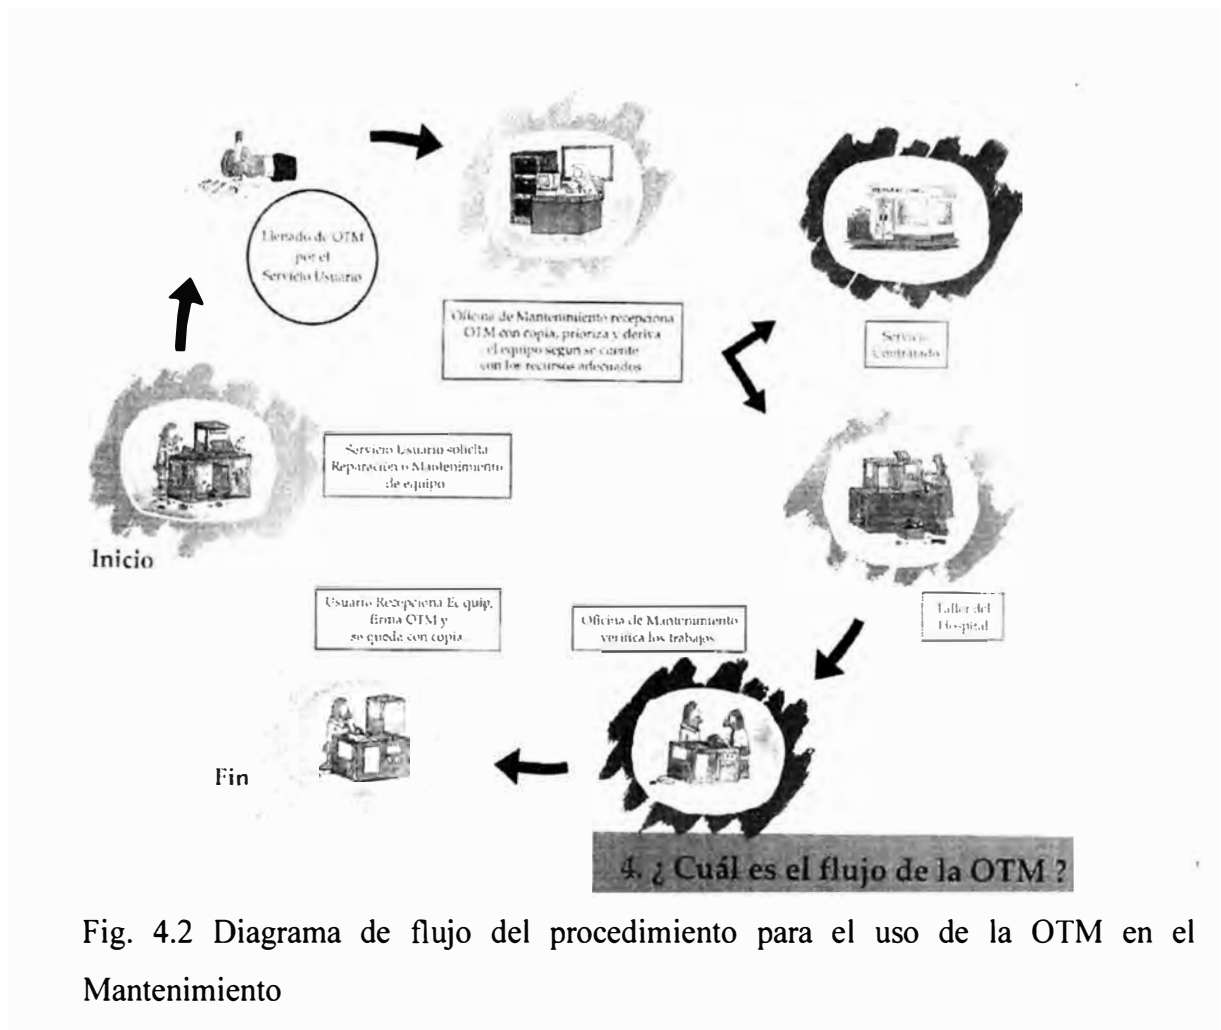 Llenado de OTM
por el
Servicio Usuario
Oficina de Mantenimiento recepciona
OTM con copia, prioriza y deriva
el equipo segun se cuente
con los recursos adecuados
Servicio
Contratado
Servicio Usuario solicita
Reparación o Mantenimiento
de equipo
Inicio
Taller del
Hospital
Usuario Recepciona Ec quip,
firma OTM y
se queda con copia
Oficina de Mantenimiento
verifica los trabajos
Fin
4. ¿ Cuál es el flujo de la OTM ?
Fig. 4.2 Diagrama de flujo del procedimiento para el uso de la OTM en el
Mantenimiento